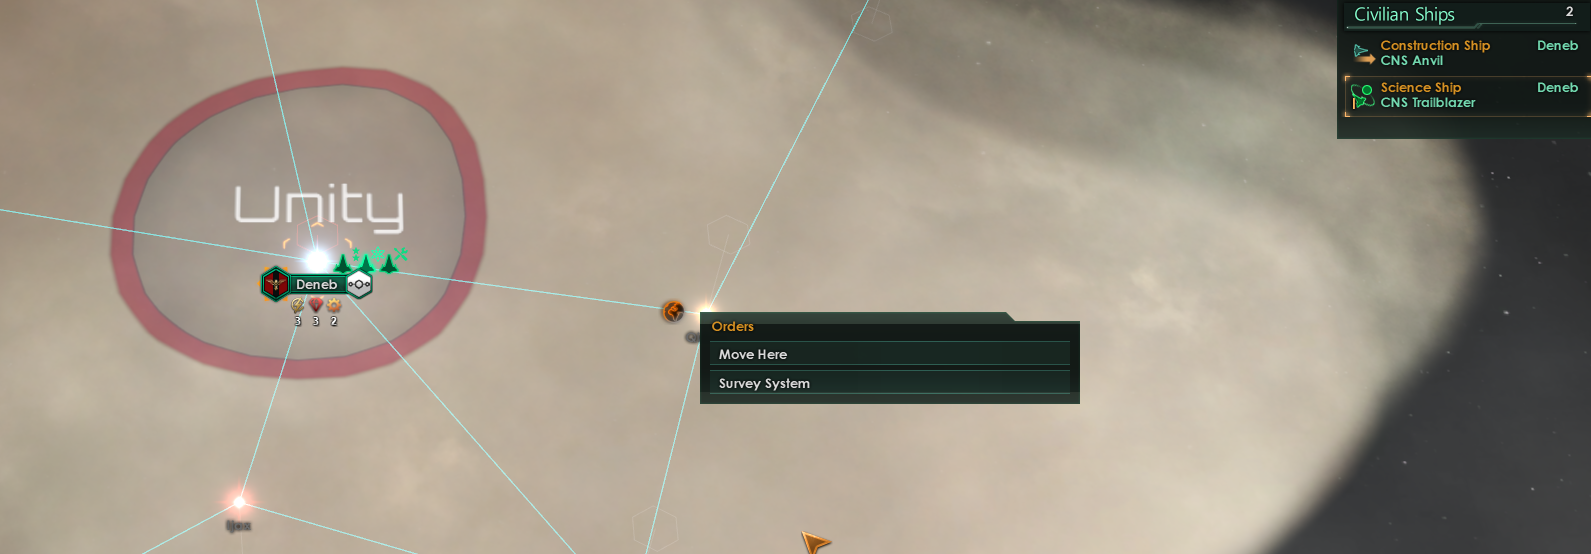 Civilian Ships 2
Construction Ship Deneb
CNS Anvil
Science Ship Deneb
CNS Trailblazer
Unity
Deneb
3 3 2
Orders
Move Here
Survey System